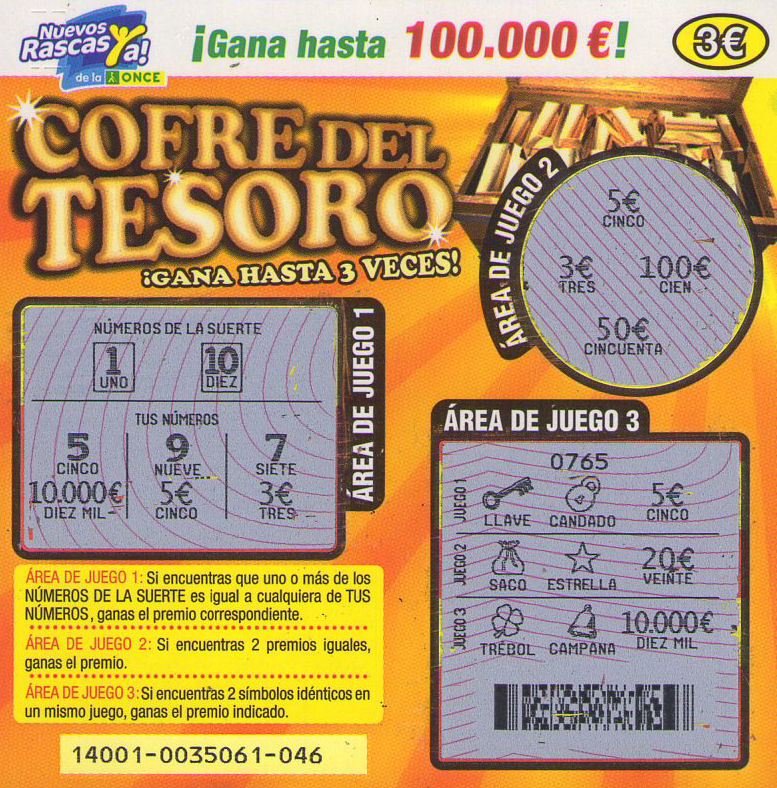 Nuevos
Rascas Ya!
de la ONCE
¡Gana hasta 100.000 €!
3€
COFRE DEL
TESORO
¡GANA HASTA 3 VECES!
ÁREA DE JUEGO 2
5€
CINCO
3€ 100€
TRES CIEN
50€
CINCUENTA
ÁREA DE JUEGO 1
NÚMEROS DE LA SUERTE
1 10
UNO DIEZ
TUS NÚMEROS
5 9 7
CINCO NUEVE SIETE
10.000€ 5€ 3€
DIEZ MIL CINCO TRES
ÁREA DE JUEGO 3
0765
JUEGO 1
5€
LLAVE CANDADO CINCO
JUEGO 2
20€
SACO ESTRELLA VEINTE
JUEGO 3
10.000€
TRÉBOL CAMPANA DIEZ MIL
ÁREA DE JUEGO 1: Si encuentras que uno o más de los
NÚMEROS DE LA SUERTE es igual a cualquiera de TUS
NÚMEROS, ganas el premio correspondiente.
ÁREA DE JUEGO 2: Si encuentras 2 premios iguales,
ganas el premio.
ÁREA DE JUEGO 3: Si encuentras 2 símbolos idénticos en
un mismo juego, ganas el premio indicado.
14001-0035061-046